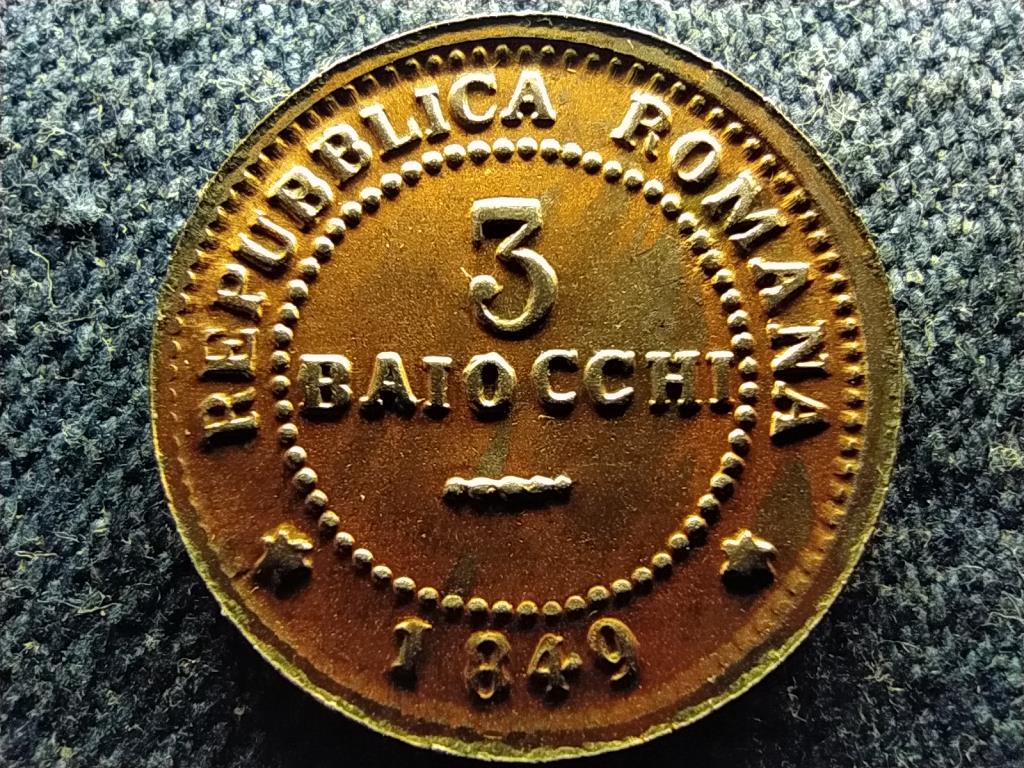 REPUBBLICA ROMANA
3
BAIOCCHI
1849